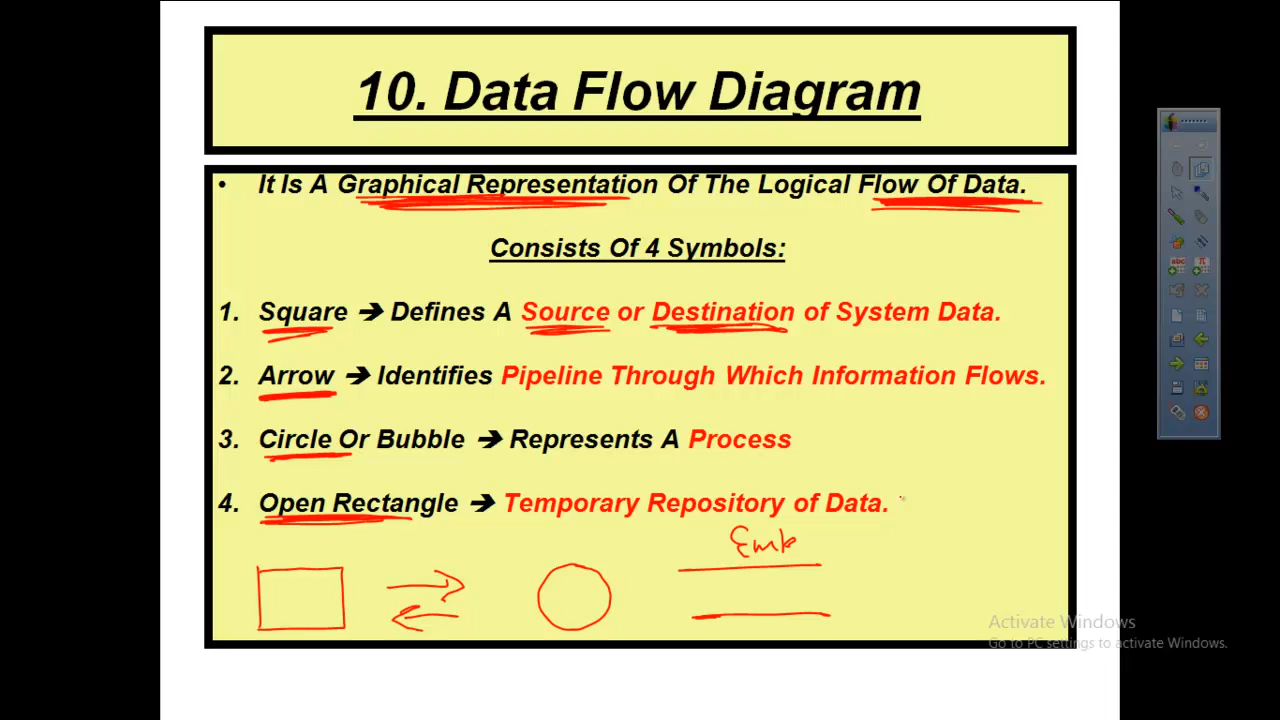 10. Data Flow Diagram
• It Is A Graphical Representation Of The Logical Flow Of Data.
Consists Of 4 Symbols:
1. Square ➔ Defines A Source or Destination of System Data.
2. Arrow ➔ Identifies Pipeline Through Which Information Flows.
3. Circle Or Bubble ➔ Represents A Process
4. Open Rectangle ➔ Temporary Repository of Data.
Activate Windows
Go to PC settings to activate Windows.